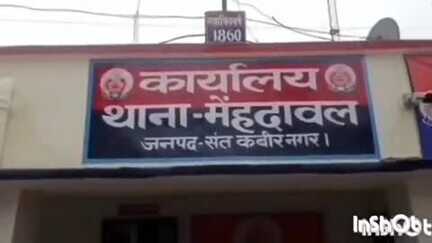 1860
कार्यालय
थाना-मेंहदावल
जनपद-संत कबीर नगर।
InShOt